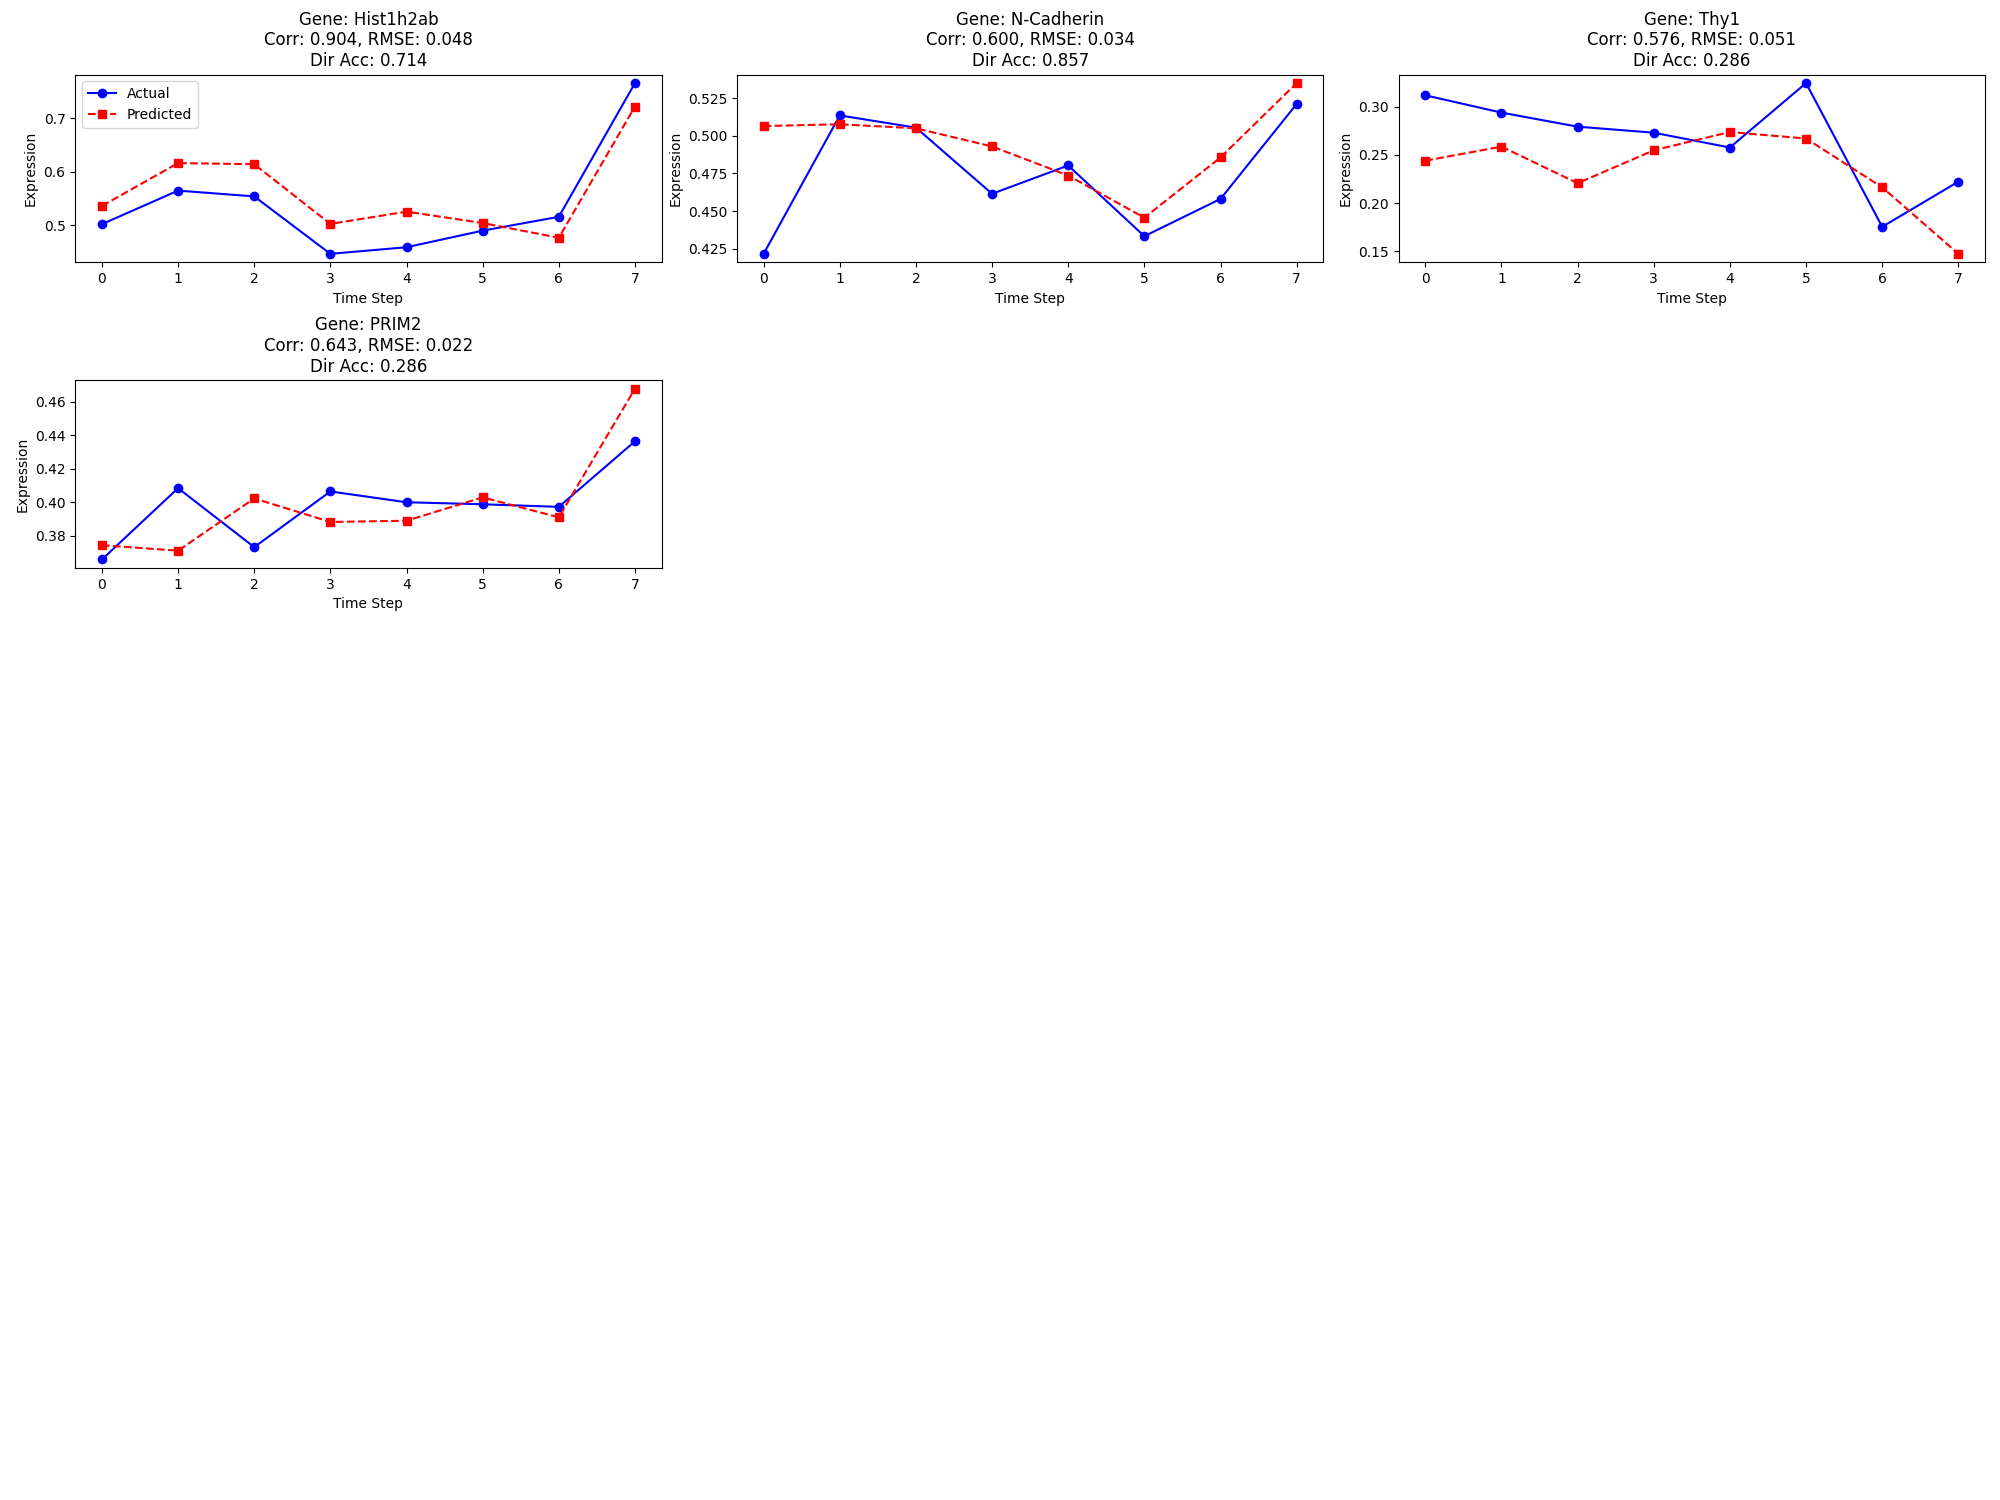 Gene: Hist1h2ab
Corr: 0.904, RMSE: 0.048
Dir Acc: 0.714
Actual
Predicted
Expression
0.7
0.6
0.5
0 1 2 3 4 5 6 7
Time Step
Gene: N-Cadherin
Corr: 0.600, RMSE: 0.034
Dir Acc: 0.857
Expression
0.525
0.500
0.475
0.450
0.425
0 1 2 3 4 5 6 7
Time Step
Gene: Thy1
Corr: 0.576, RMSE: 0.051
Dir Acc: 0.286
Expression
0.30
0.25
0.20
0.15
0 1 2 3 4 5 6 7
Time Step
Gene: PRIM2
Corr: 0.643, RMSE: 0.022
Dir Acc: 0.286
Expression
0.46
0.44
0.42
0.40
0.38
0 1 2 3 4 5 6 7
Time Step